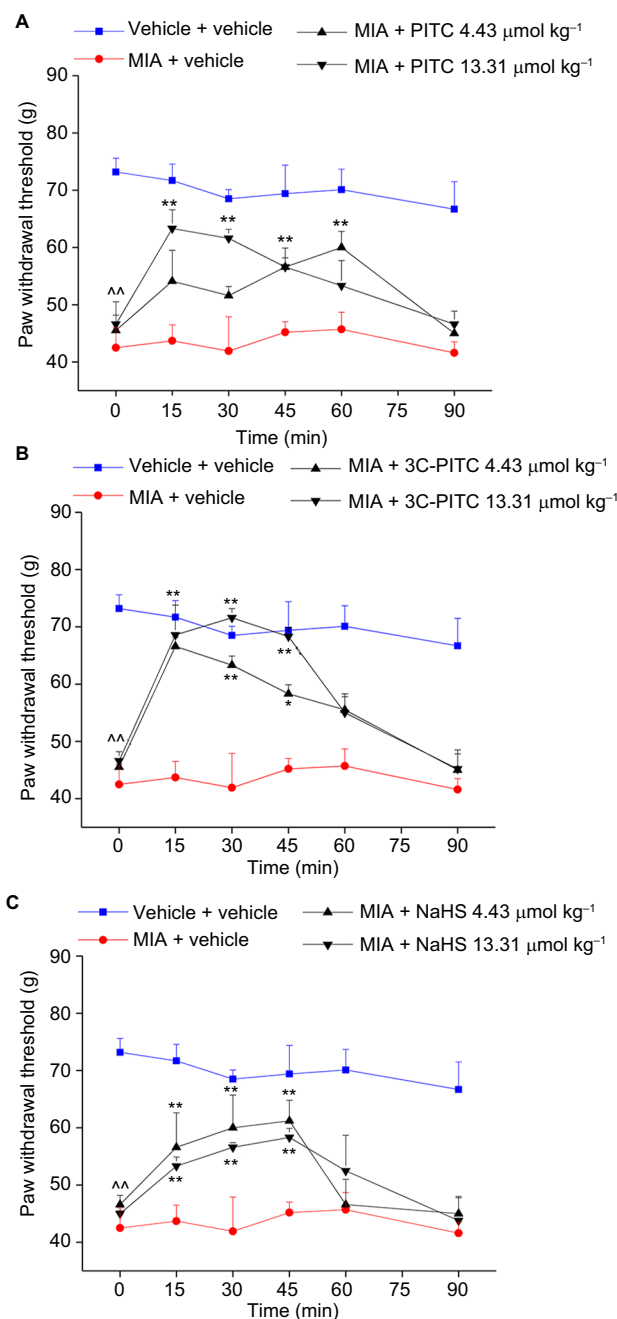 A
Vehicle + vehicle
MIA + PITC 4.43 μmol kg⁻¹
MIA + vehicle
MIA + PITC 13.31 μmol kg⁻¹
Paw withdrawal threshold (g)
90
80
70
60
50
40
^^
**
**
**
**
0 15 30 45 60 75 90
Time (min)
B
Vehicle + vehicle
MIA + 3C-PITC 4.43 μmol kg⁻¹
MIA + vehicle
MIA + 3C-PITC 13.31 μmol kg⁻¹
Paw withdrawal threshold (g)
90
80
70
60
50
40
^^
**
**
**
**
*
0 15 30 45 60 75 90
Time (min)
C
Vehicle + vehicle
MIA + NaHS 4.43 μmol kg⁻¹
MIA + vehicle
MIA + NaHS 13.31 μmol kg⁻¹
Paw withdrawal threshold (g)
90
80
70
60
50
40
^^
**
**
**
**
**
**
0 15 30 45 60 75 90
Time (min)